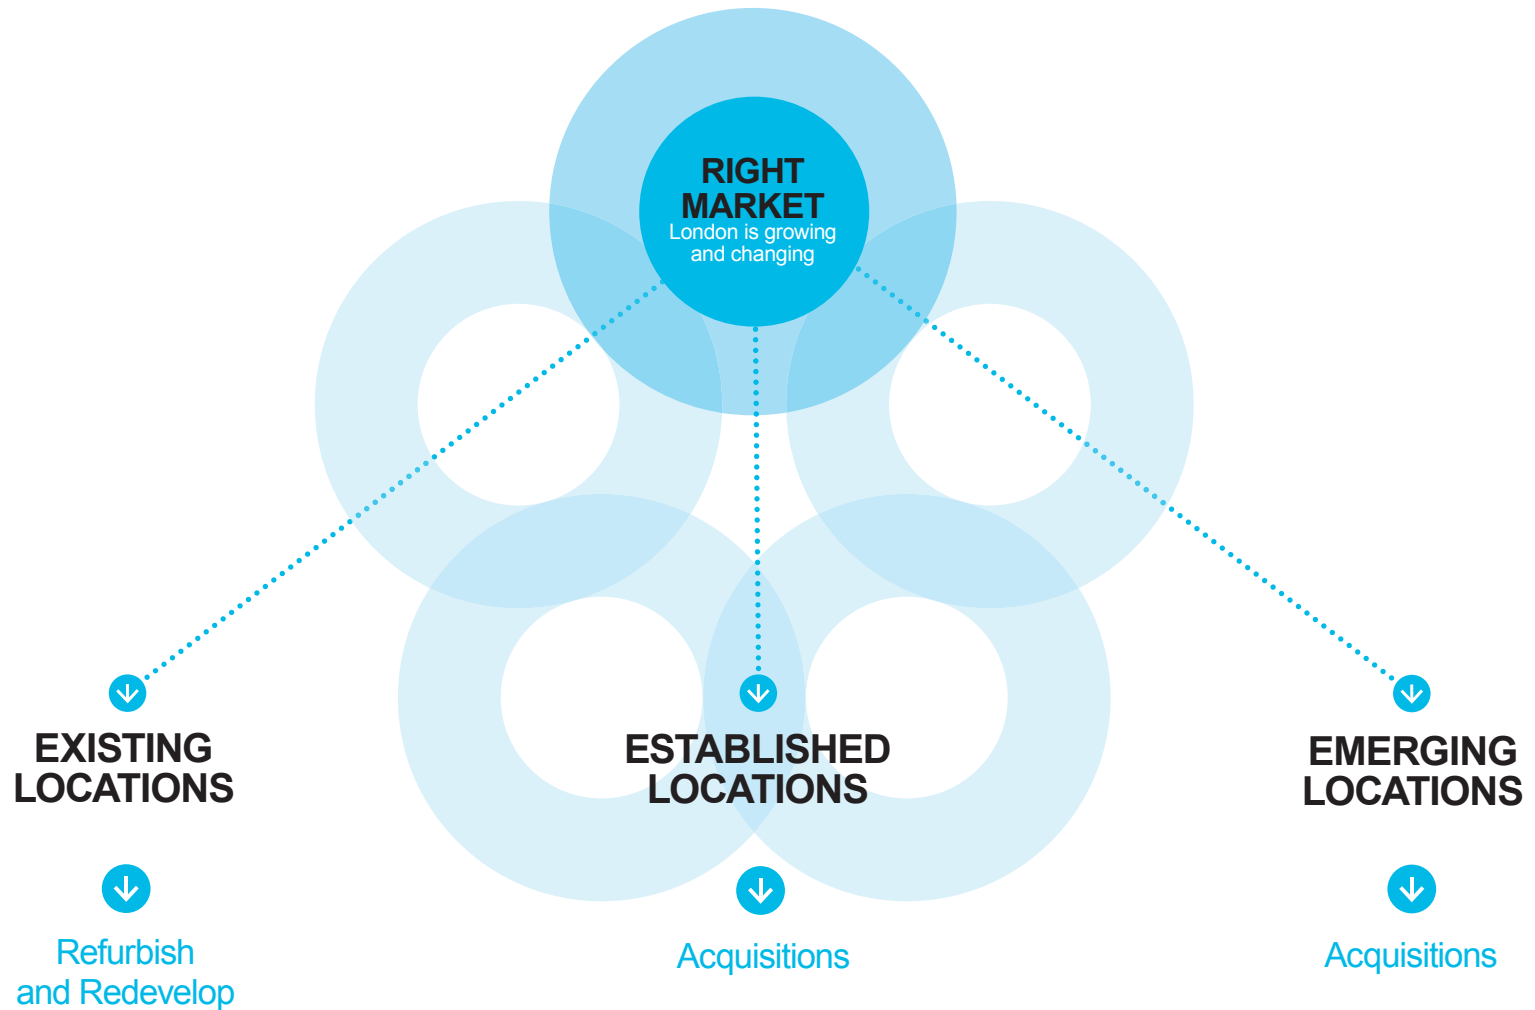 RIGHT
MARKET
London is growing
and changing
EXISTING
LOCATIONS
ESTABLISHED
LOCATIONS
EMERGING
LOCATIONS
Refurbish
and Redevelop
Acquisitions
Acquisitions